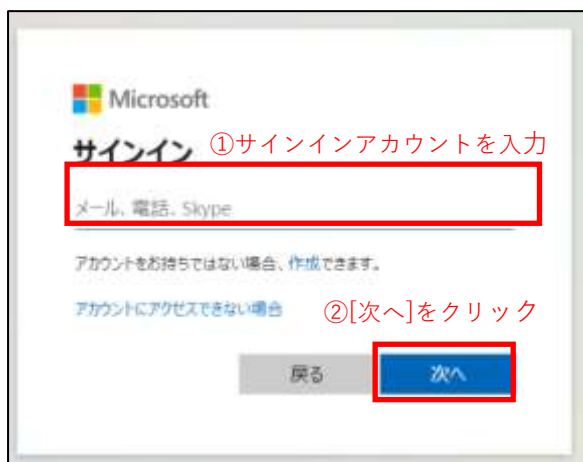 Microsoft
サインイン ①サインインアカウントを入力
メール、電話、Skype
アカウントをお持ちではない場合、作成できます。
アカウントにアクセスできない場合
②[次へ]をクリック
戻る 次へ